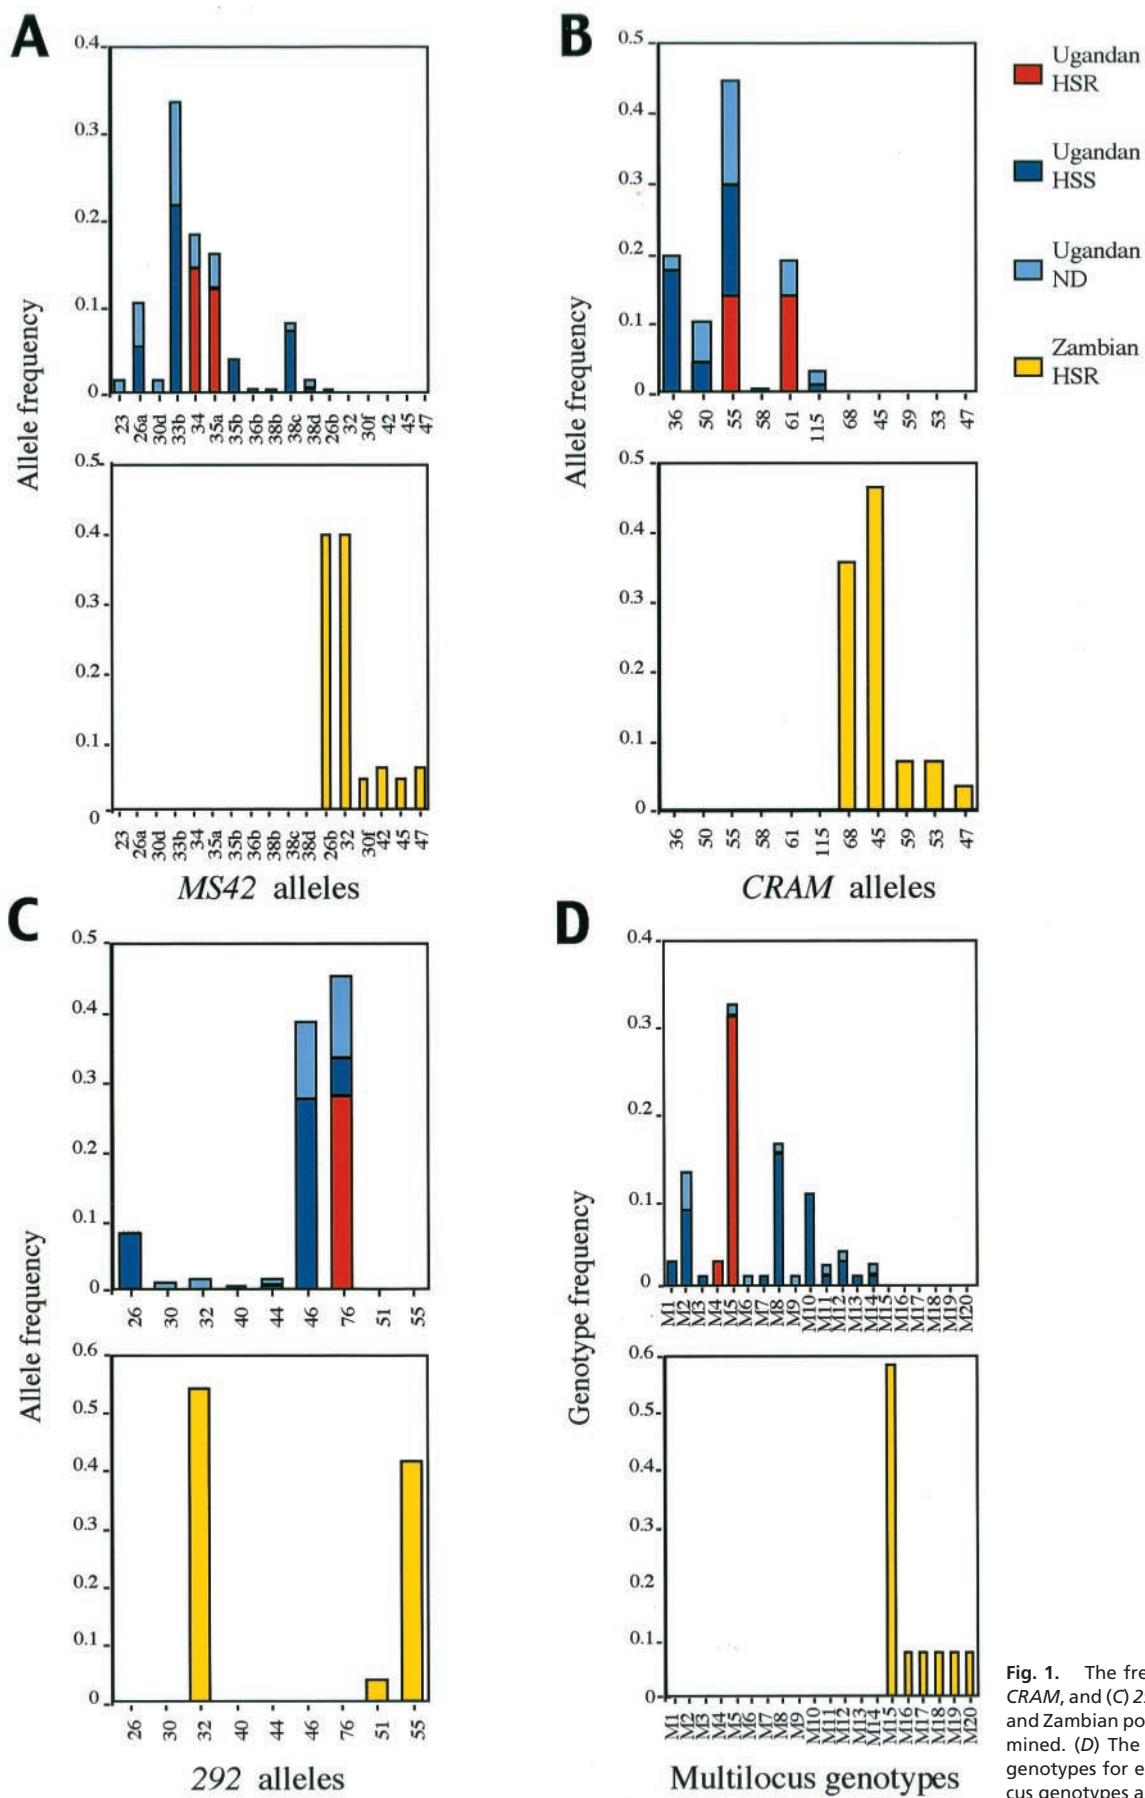 A
0.4
0.3
0.2
0.1
0
23 26a 30d 33b 34 35a 35b 36b 38b 38c 38d 26b 32 30f 42 45 47
Allele frequency
0.5
0.4
0.3
0.2
0.1
0
23 26a 30d 33b 34 35a 35b 36b 38b 38c 38d 26b 32 30f 42 45 47
MS42 alleles
B
0.5
0.4
0.3
0.2
0.1
0
36 50 55 58 61 115 68 45 59 53 47
Allele frequency
0.5
0.4
0.3
0.2
0.1
0
36 50 55 58 61 115 68 45 59 53 47
CRAM alleles
Ugandan
HSR
Ugandan
HSS
Ugandan
ND
Zambian
HSR
C
0.5
0.4
0.3
0.2
0.1
0
26 30 32 40 44 46 76 51 55
Allele frequency
0.6
0.5
0.4
0.3
0.2
0.1
0
26 30 32 40 44 46 76 51 55
292 alleles
D
0.4
0.3
0.2
0.1
0
M1 M2 M3 M4 M5 M6 M7 M8 M9 M10 M11 M12 M13 M14 M15 M16 M17 M18 M19 M20
Genotype frequency
0.6
0.5
0.4
0.3
0.2
0.1
0
M1 M2 M3 M4 M5 M6 M7 M8 M9 M10 M11 M12 M13 M14 M15 M16 M17 M18 M19 M20
Multilocus genotypes
Fig. 1. The fre
CRAM, and (C) 2
and Zambian po
mined. (D) The
genotypes for e
cus genotypes a